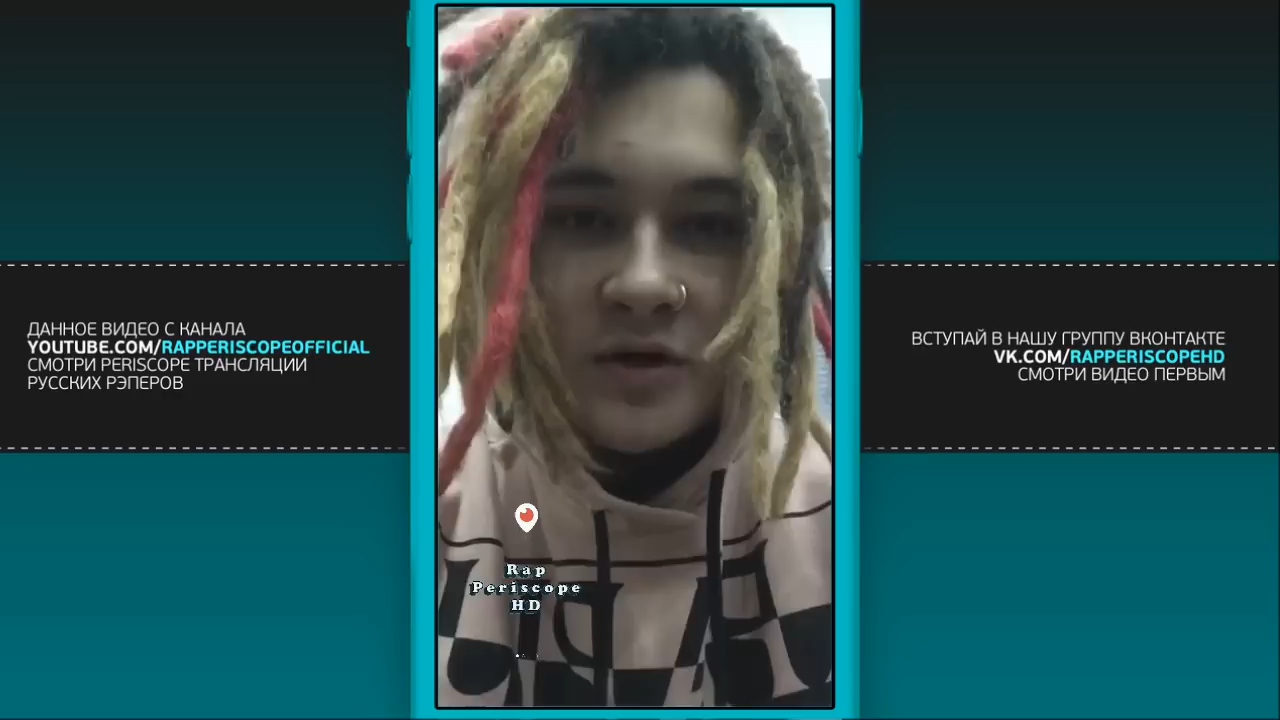 ДАННОЕ ВИДЕО С КАНАЛА
YOUTUBE.COM/RAPPERISCOPEOFFICIAL
СМОТРИ PERISCOPE ТРАНСЛЯЦИИ
РУССКИХ РЭПЕРОВ
Rap
Periscope
HD
ВСТУПАЙ В НАШУ ГРУППУ ВКОНТАКТЕ
VK.COM/RAPPERISCOPEHD
СМОТРИ ВИДЕО ПЕРВЫМ